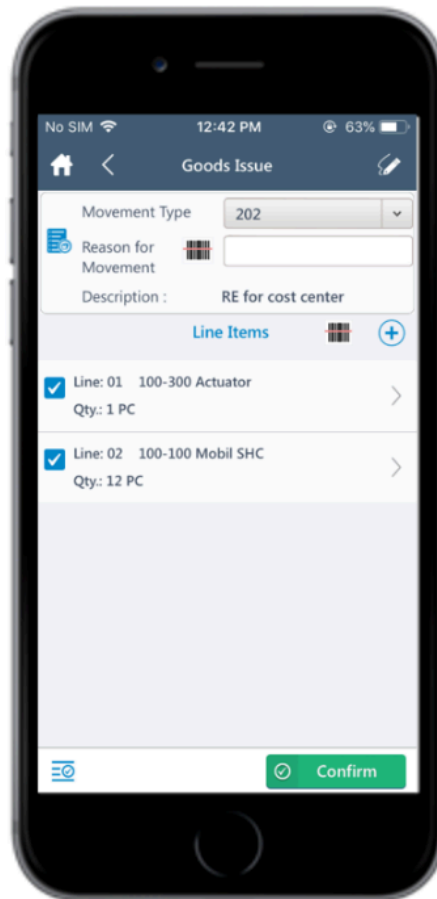 No SIM 12:42 PM 63%
Goods Issue
Movement Type 202
Reason for
Movement
Description : RE for cost center
Line Items
Line: 01 100-300 Actuator
Qty.: 1 PC
Line: 02 100-100 Mobil SHC
Qty.: 12 PC
Confirm